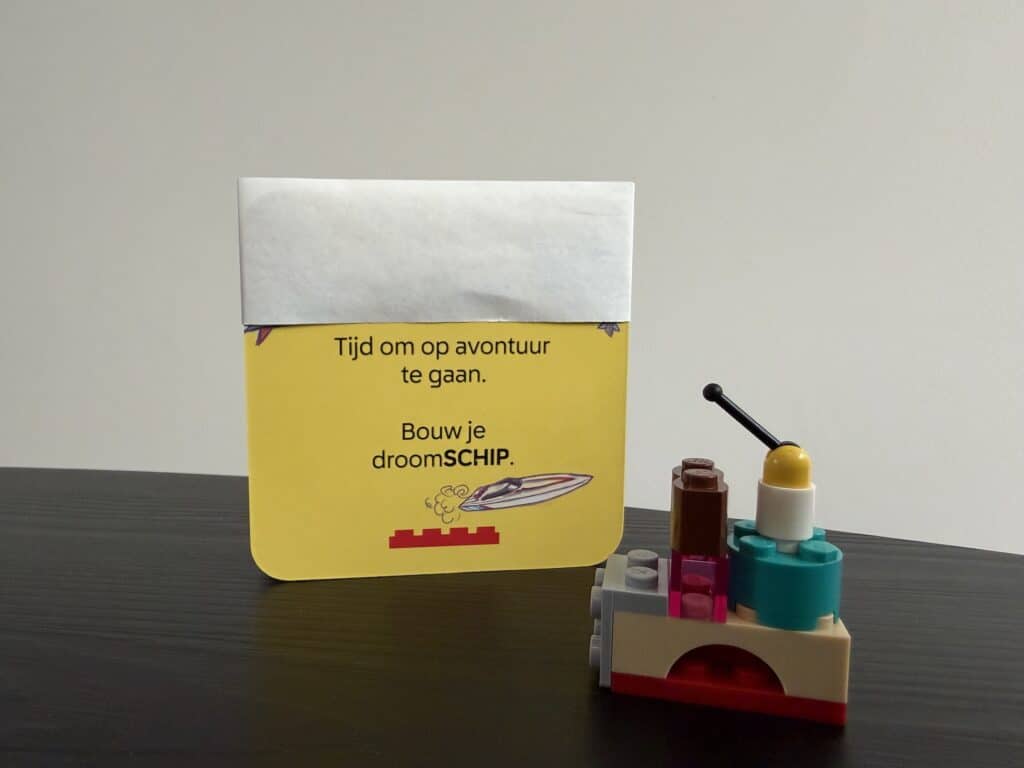 Tijd om op avontuur
te gaan.
Bouw je
droomSCHIP.